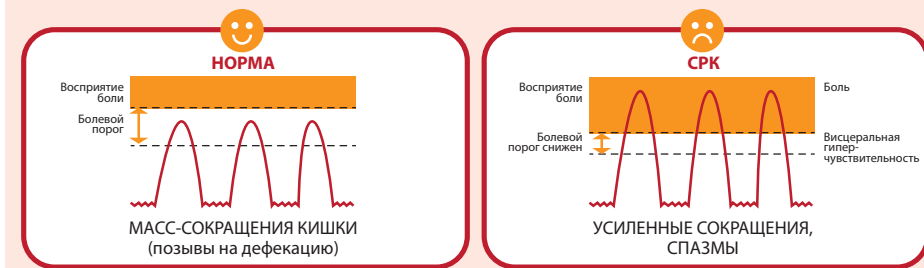 НОРМА
Восприятие
боли
Болевой
порог
МАСС-СОКРАЩЕНИЯ КИШКИ
(позывы на дефекацию)
СРК
Восприятие
боли
Боль
Болевой
порог снижен
Висцеральная
гипер-
чувствительность
УСИЛЕННЫЕ СОКРАЩЕНИЯ,
СПАЗМЫ